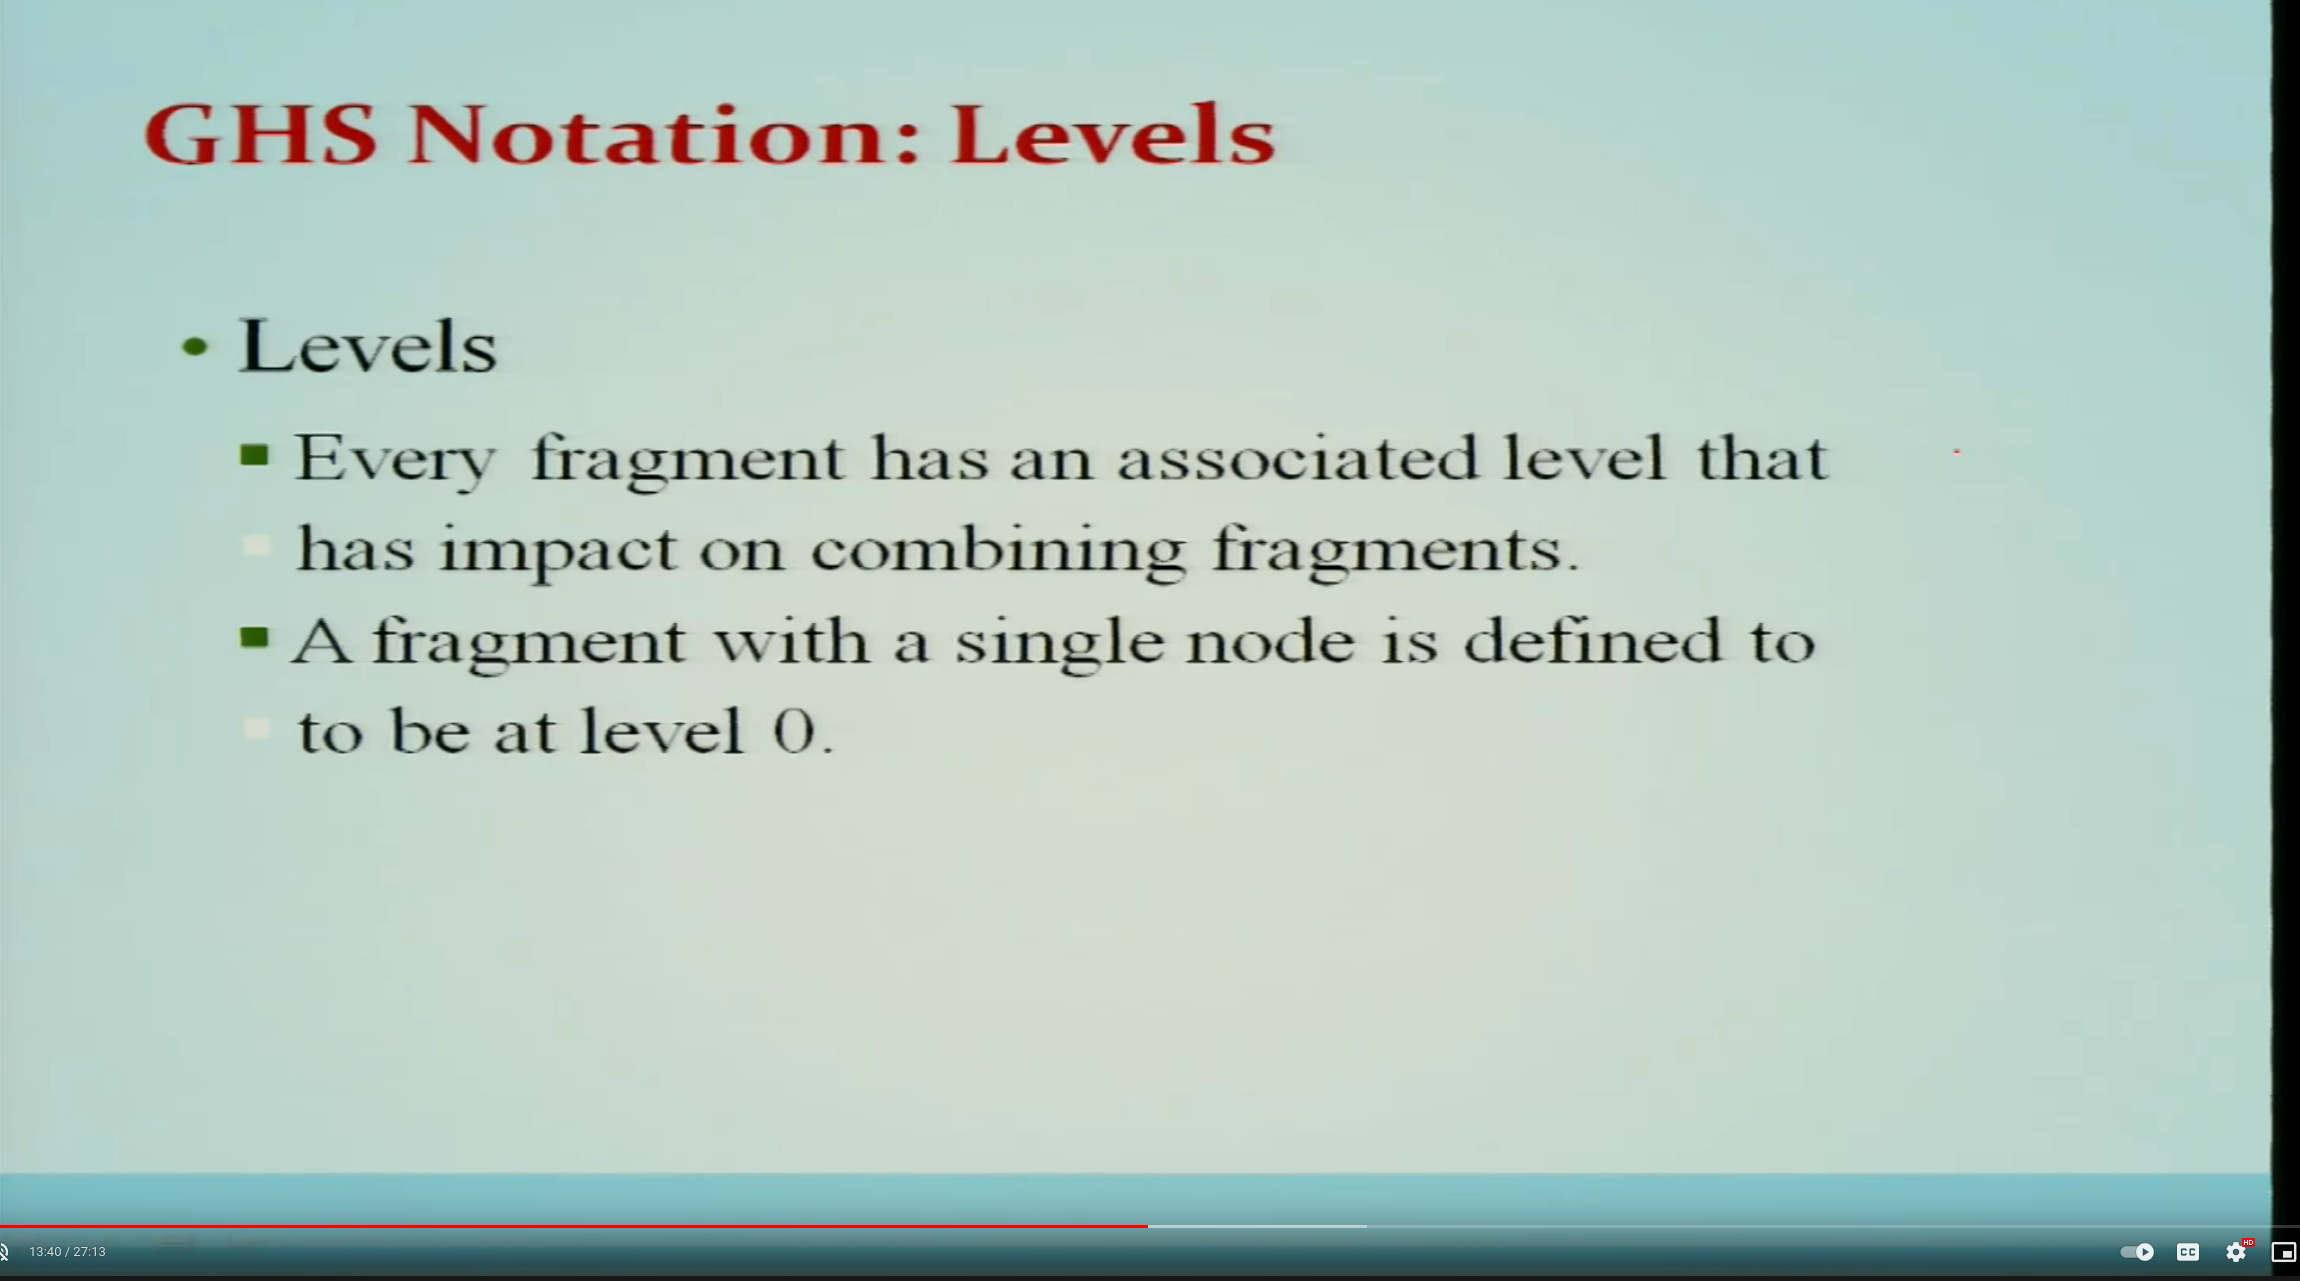 GHS Notation: Levels
• Levels
Every fragment has an associated level that
has impact on combining fragments.
A fragment with a single node is defined to
to be at level 0.
13:40 / 27:13
CC
HD